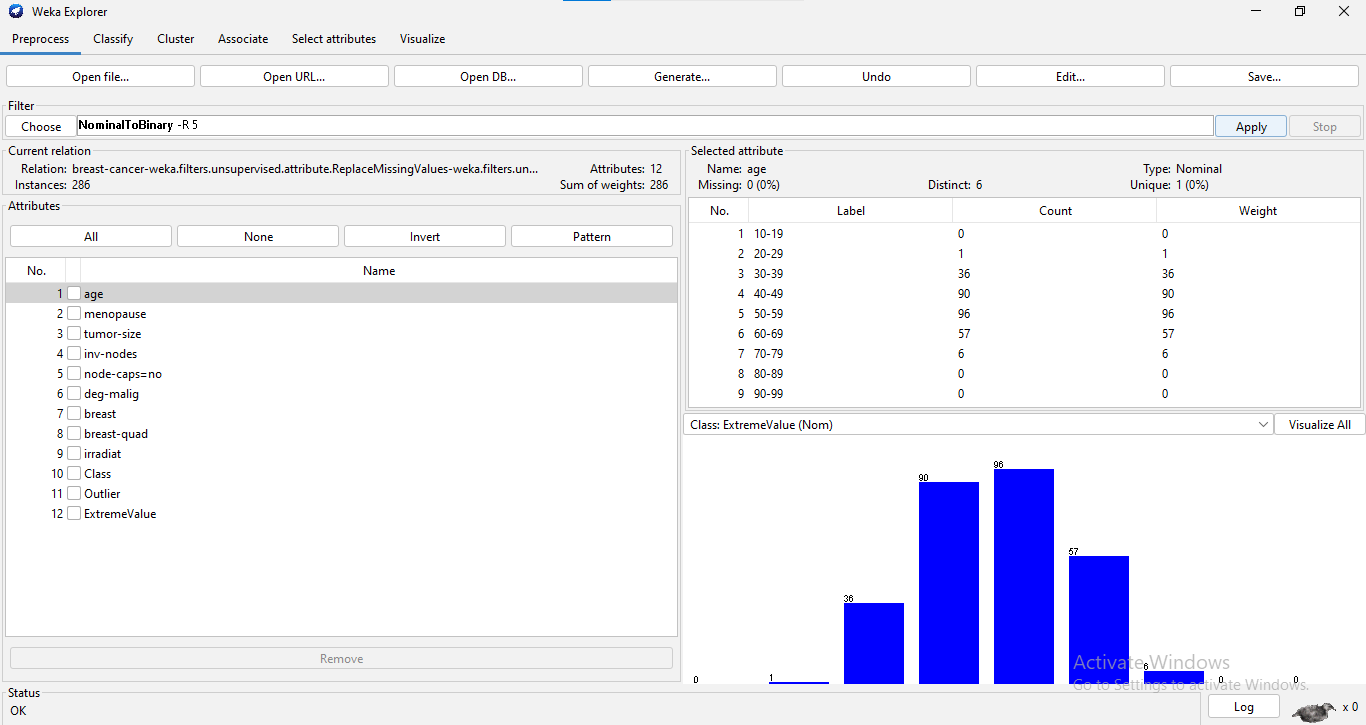 Weka Explorer
Preprocess Classify Cluster Associate Select attributes Visualize
Open file... Open URL... Open DB... Generate... Undo Edit... Save...
Filter
Choose NominalToBinary -R 5 Apply Stop
Current relation
Relation: breast-cancer-weka.filters.unsupervised.attribute.ReplaceMissingValues-weka.filters.un... Attributes: 12
Instances: 286 Sum of weights: 286
Attributes
All None Invert Pattern
No. Name
1 age
2 menopause
3 tumor-size
4 inv-nodes
5 node-caps=no
6 deg-malig
7 breast
8 breast-quad
9 irradiat
10 Class
11 Outlier
12 ExtremeValue
Remove
Selected attribute
Name: age Type: Nominal
Missing: 0 (0%) Distinct: 6 Unique: 1 (0%)
No. Label Count Weight
1 10-19 0 0
2 20-29 1 1
3 30-39 36 36
4 40-49 90 90
5 50-59 96 96
6 60-69 57 57
7 70-79 6 6
8 80-89 0 0
9 90-99 0 0
Class: ExtremeValue (Nom) Visualize All
0 1 36 90 96 57 6 0 0
Activate Windows
Go to Settings to activate Windows.
Status
OK
Log x 0